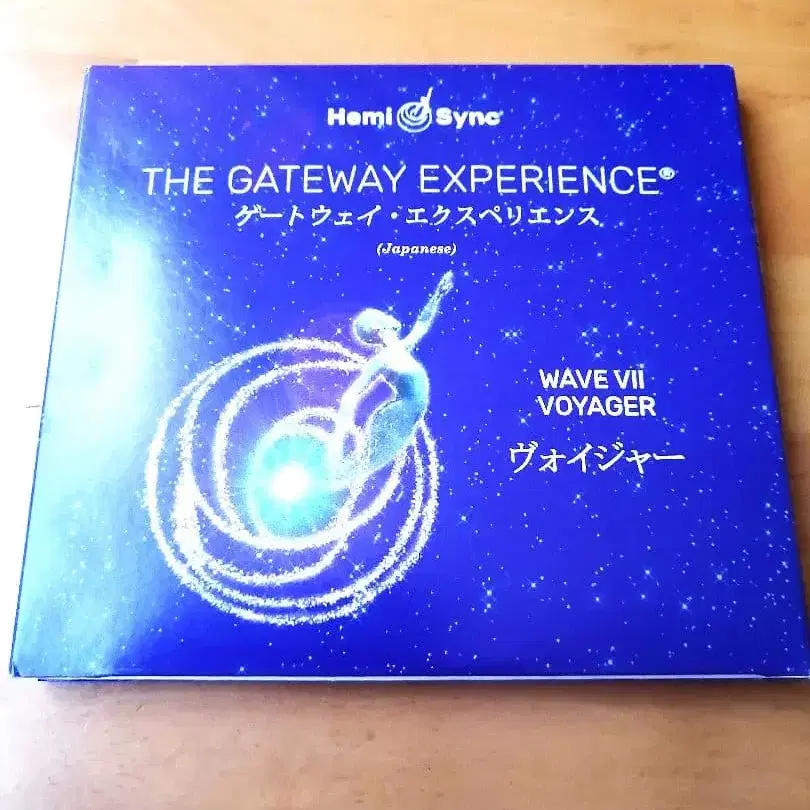 Hemi Sync®
THE GATEWAY EXPERIENCE®
ゲートウェイ・エクスペリエンス
(Japanese)
WAVE VII
VOYAGER
ヴォイジャー